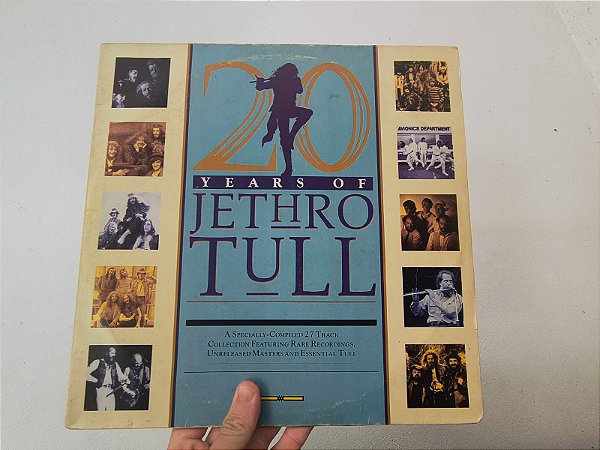 20
YEARS OF
JETHRO
TULL
A SPECIALLY-COMPILED 27 TRACK
COLLECTION FEATURING RARE RECORDINGS,
UNRELEASED MASTERS AND ESSENTIAL TULL
AVIONICS DEPARTMENT